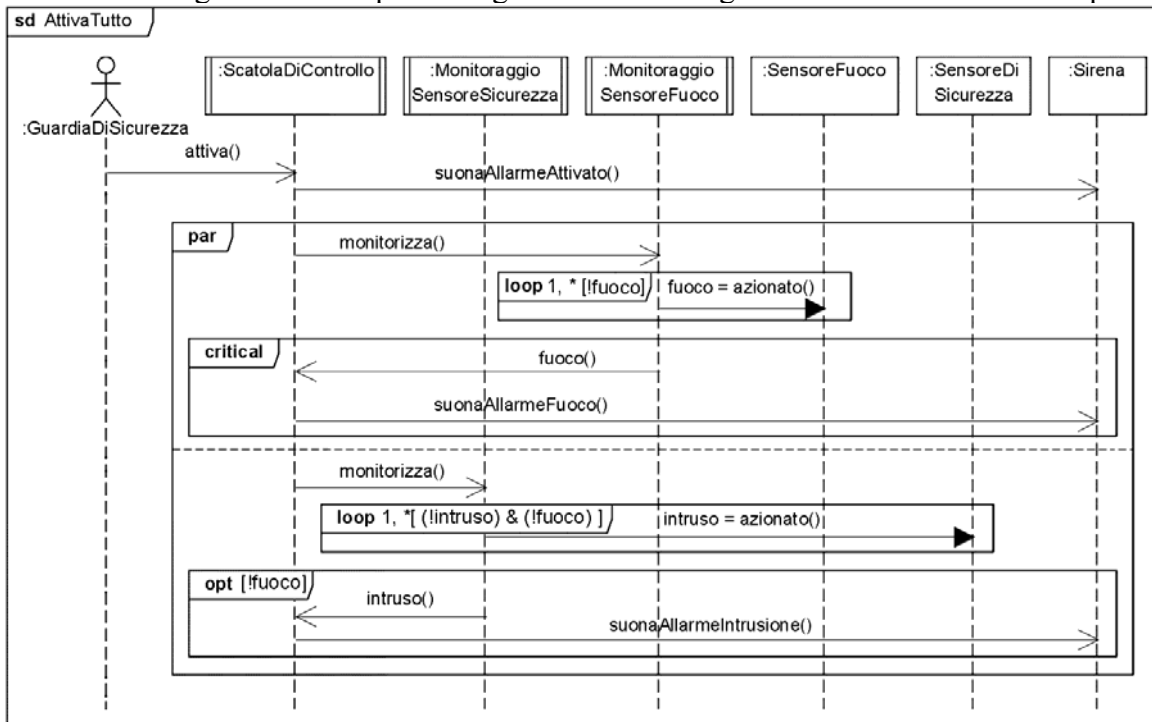 sd AttivaTutto
:ScatolaDiControllo
:Monitoraggio
SensoreSicurezza
:Monitoraggio
SensoreFuoco
:SensoreFuoco
:SensoreDi
Sicurezza
:Sirena
:GuardiaDiSicurezza
attiva()
suonaAllarmeAttivato()
par
monitorizza()
loop 1, * [!fuoco]
fuoco = azionato()
critical
fuoco()
suonaAllarmeFuoco()
monitorizza()
loop 1, *[ (!intruso) & (!fuoco) ]
intruso = azionato()
opt [!fuoco]
intruso()
suonaAllarmeIntrusione()